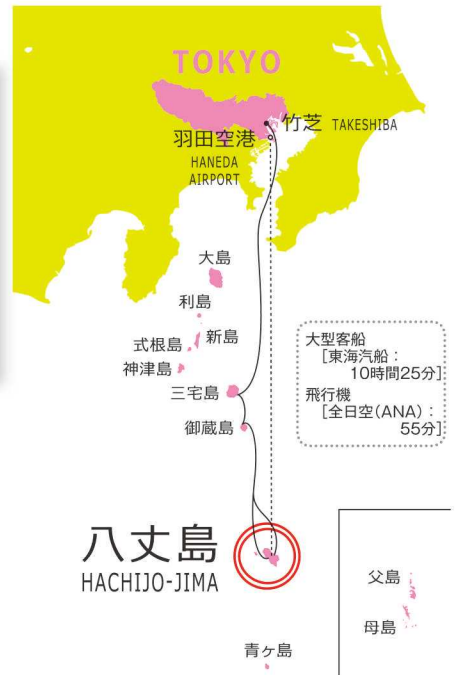 TOKYO
竹芝 TAKESHIBA
羽田空港
HANEDA
AIRPORT
大島
利島
新島
式根島
神津島
三宅島
御蔵島
大型客船
[東海汽船:
10時間25分]
飛行機
[全日空(ANA):
55分]
八丈島
HACHIJO-JIMA
父島
母島
青ヶ島